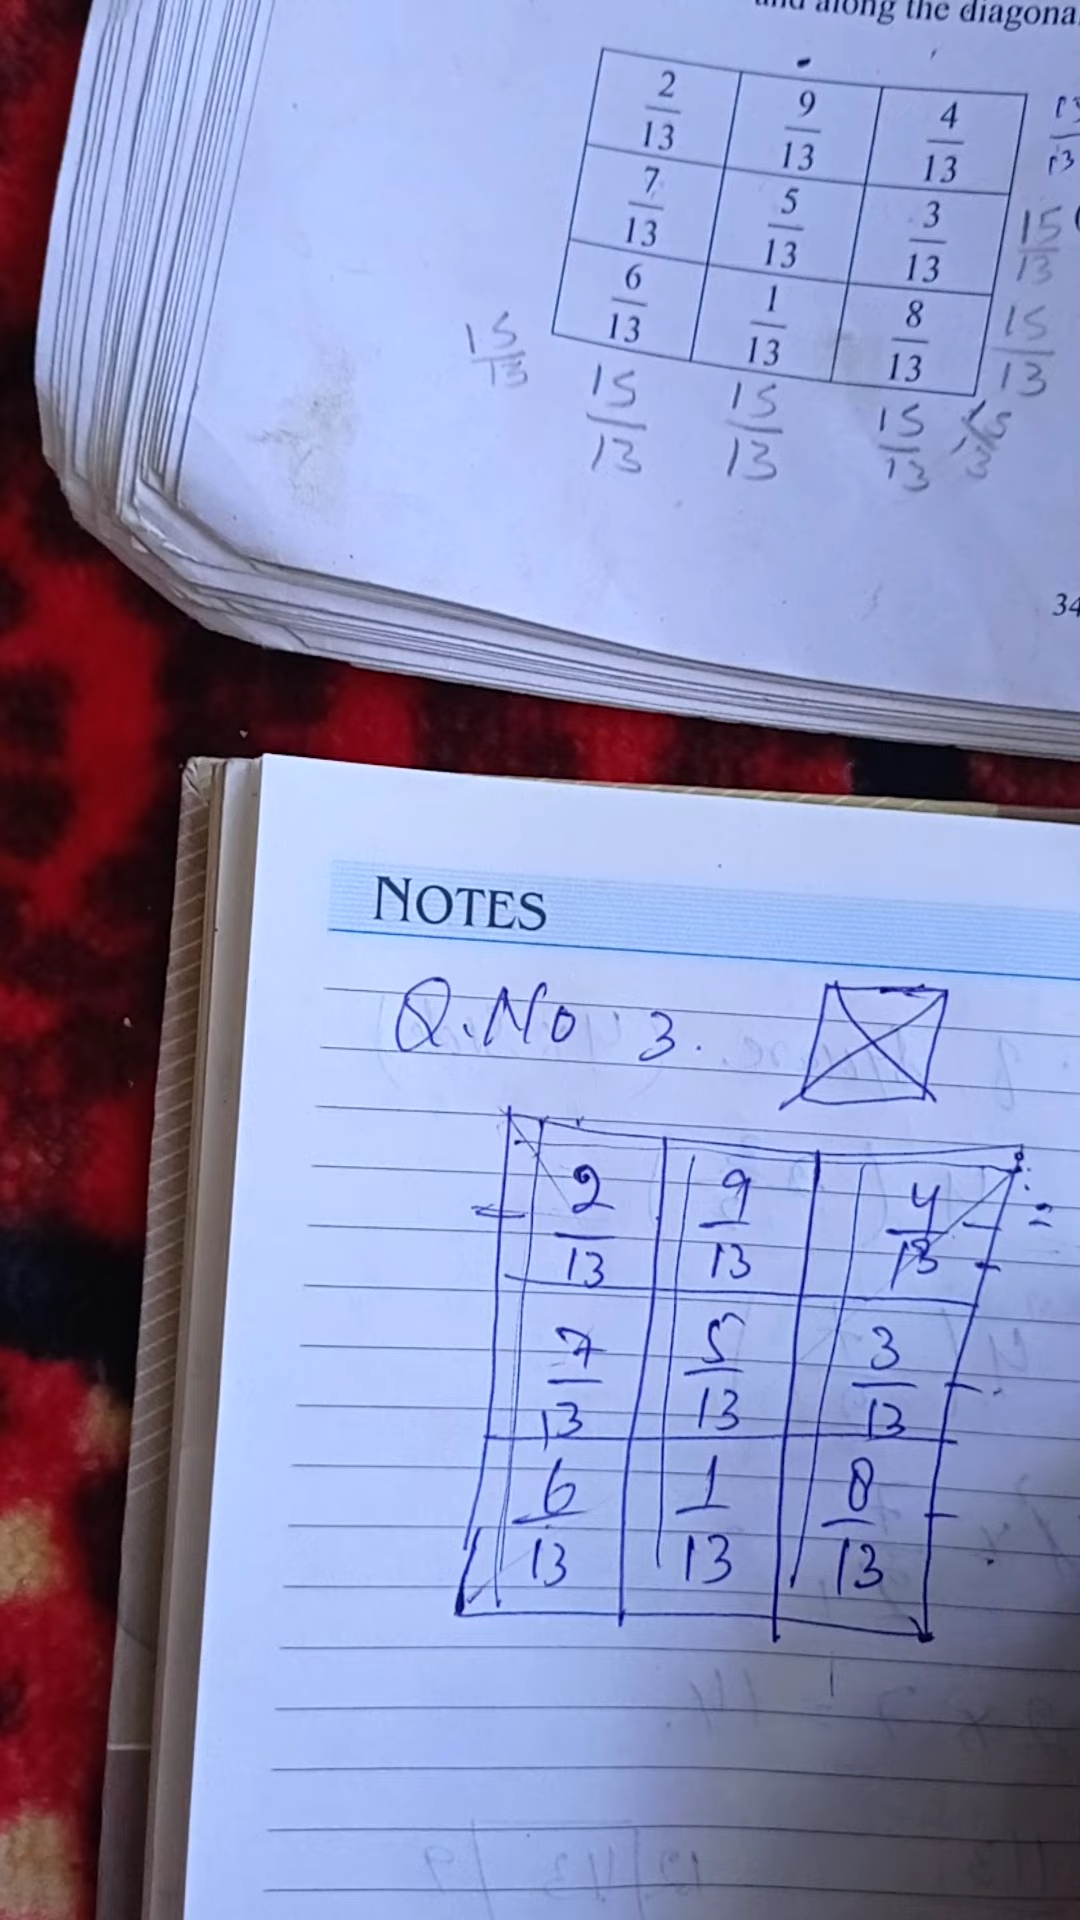 along the diagona
2/13 9/13 4/13
7/13 5/13 3/13 15/13
6/13 1/13 8/13 15/13
15/13 15/13 15/13 15/13 15/13
34
NOTES
Q.No 3.
2/13 9/13 4/13 =
7/13 5/13 3/13
6/13 1/13 8/13